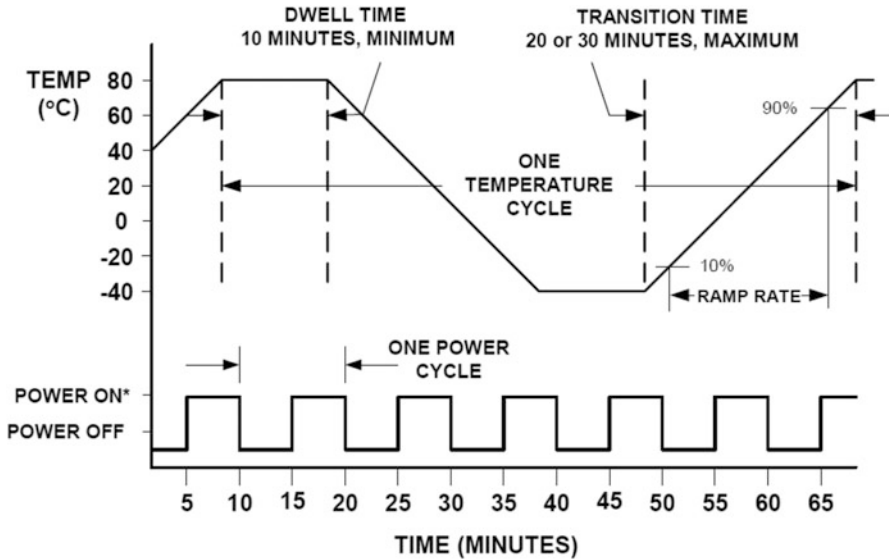 DWELL TIME
10 MINUTES, MINIMUM
TRANSITION TIME
20 or 30 MINUTES, MAXIMUM
TEMP
(°C)
80
60
40
20
0
-20
-40
90%
ONE
TEMPERATURE
CYCLE
10%
RAMP RATE
ONE POWER
CYCLE
POWER ON*
POWER OFF
5 10 15 20 25 30 35 40 45 50 55 60 65
TIME (MINUTES)